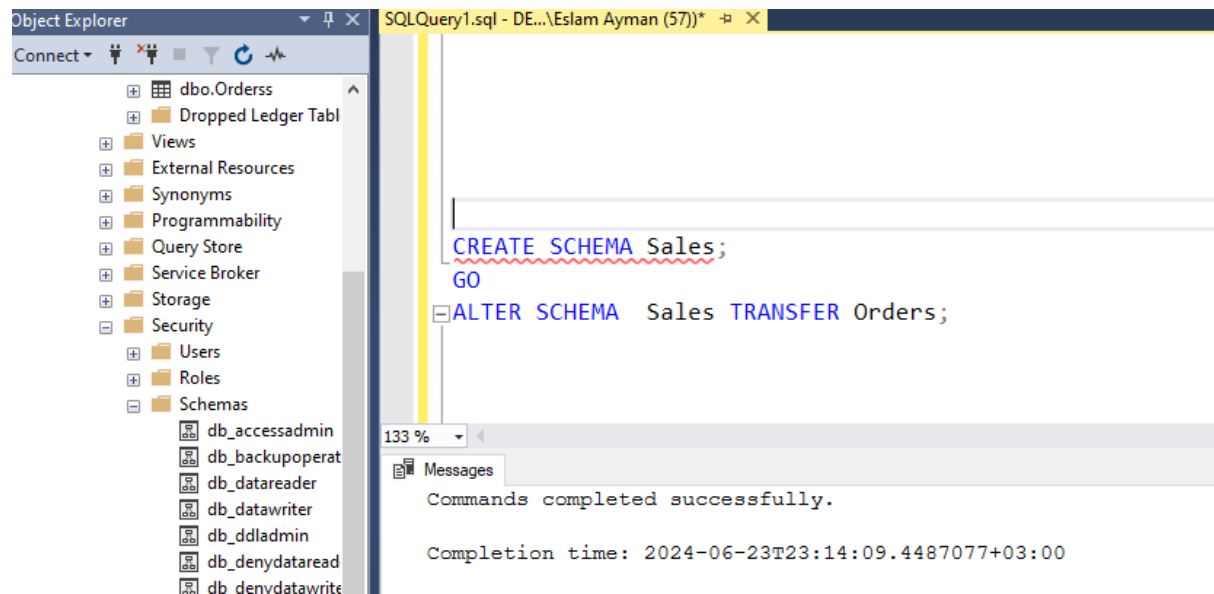 Object Explorer
Connect
dbo.Orderss
Dropped Ledger Tabl
Views
External Resources
Synonyms
Programmability
Query Store
Service Broker
Storage
Security
Users
Roles
Schemas
db_accessadmin
db_backupoperat
db_datareader
db_datawriter
db_ddladmin
db_denydataread
db_denydatawrite
SQLQuery1.sql - DE...\Eslam Ayman (57))*
CREATE SCHEMA Sales;
GO
ALTER SCHEMA  Sales TRANSFER Orders;
133 %
Messages
Commands completed successfully.
Completion time: 2024-06-23T23:14:09.4487077+03:00